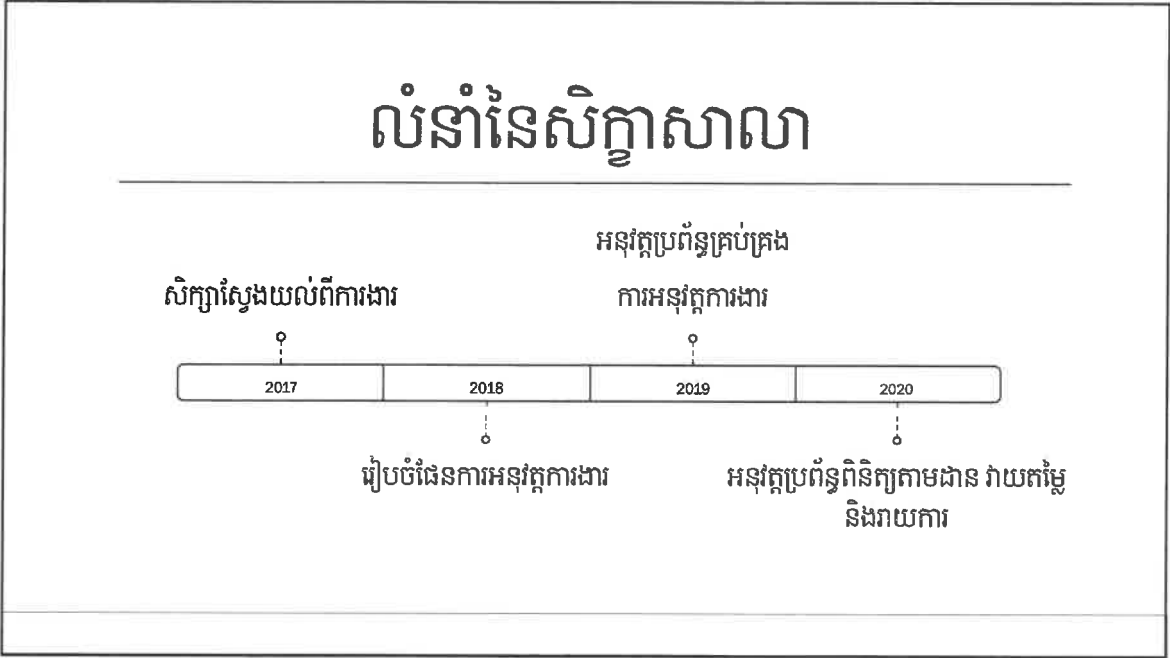 លំនាំនៃសិក្ខាសាលា
អនុវត្តប្រព័ន្ធគ្រប់គ្រង
ការអនុវត្តការងារ
សិក្សាស្វែងយល់ពីការងារ
2017
2018
2019
2020
រៀបចំផែនការអនុវត្តការងារ
អនុវត្តប្រព័ន្ធពិនិត្យតាមដាន វាយតម្លៃ
និងរាយការ